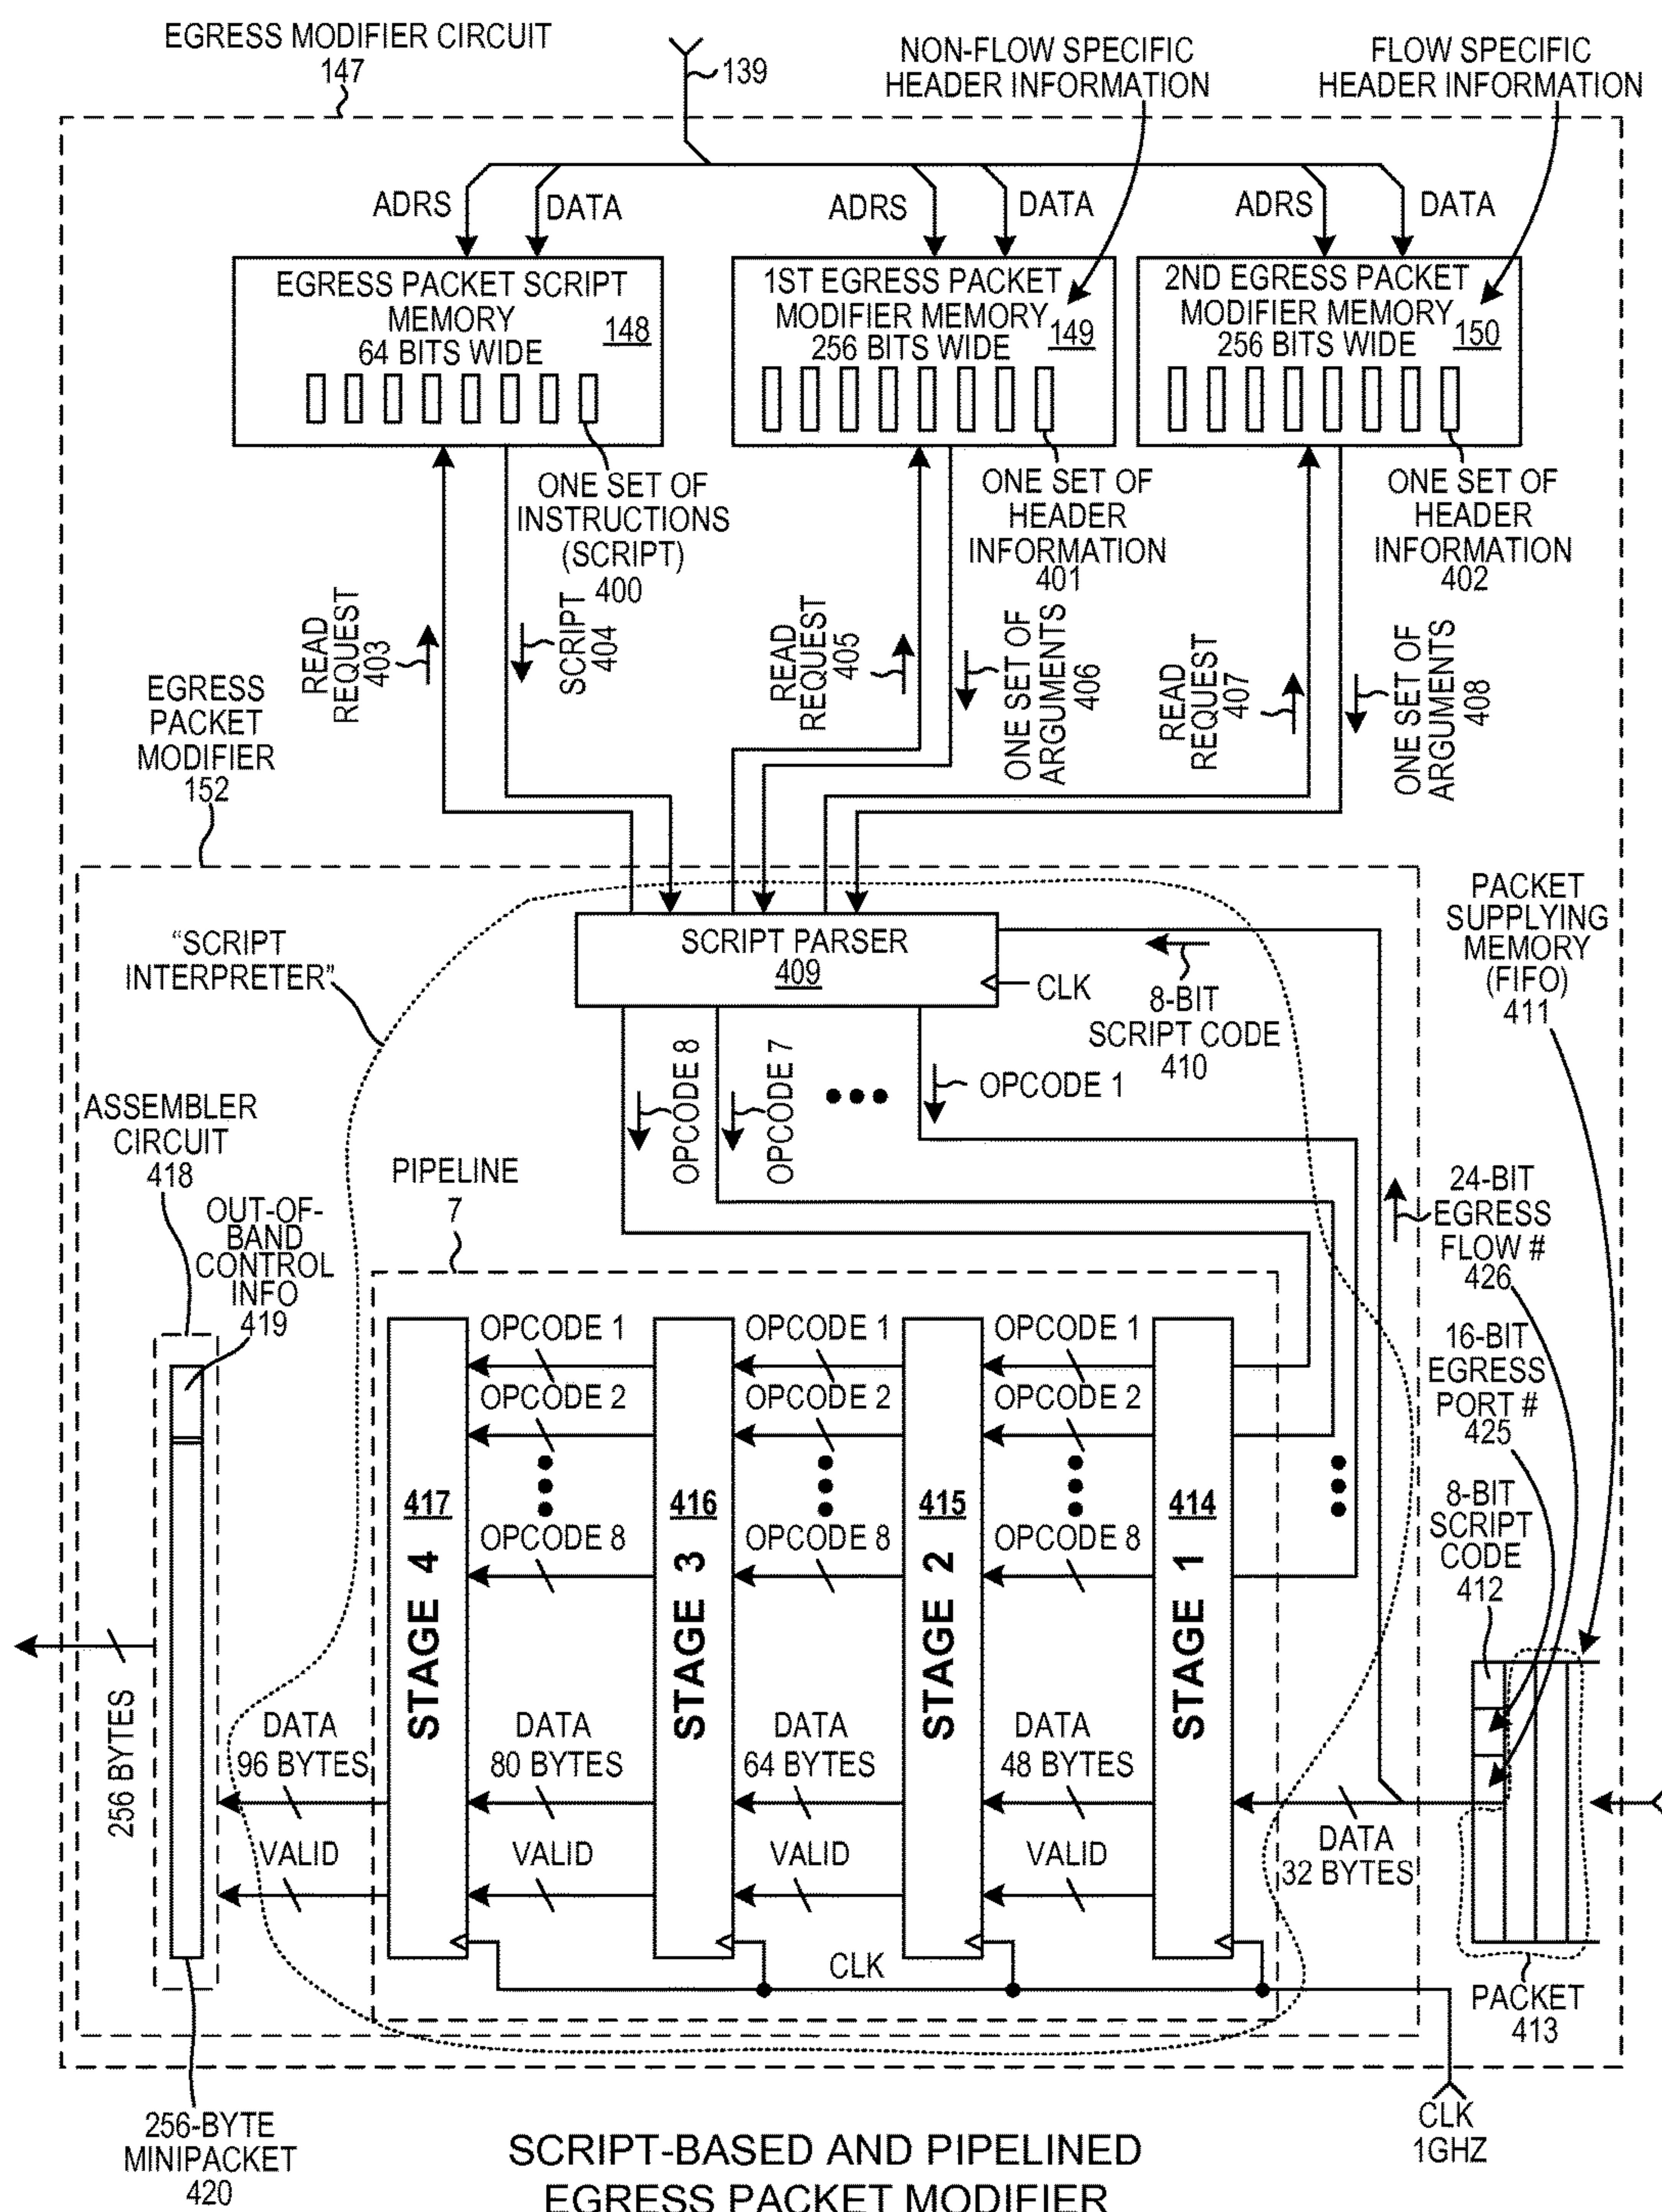 EGRESS MODIFIER CIRCUIT
147
139
NON-FLOW SPECIFIC
HEADER INFORMATION
FLOW SPECIFIC
HEADER INFORMATION
ADRS
DATA
ADRS
DATA
ADRS
DATA
EGRESS PACKET SCRIPT
MEMORY
64 BITS WIDE
148
1ST EGRESS PACKET
MODIFIER MEMORY
256 BITS WIDE
149
2ND EGRESS PACKET
MODIFIER MEMORY
256 BITS WIDE
150
ONE SET OF
INSTRUCTIONS
(SCRIPT)
400
ONE SET OF
HEADER
INFORMATION
401
ONE SET OF
HEADER
INFORMATION
402
READ
REQUEST
403
SCRIPT
404
READ
REQUEST
405
ONE SET OF
ARGUMENTS
406
READ
REQUEST
407
ONE SET OF
ARGUMENTS
408
EGRESS
PACKET
MODIFIER
152
"SCRIPT
INTERPRETER"
SCRIPT PARSER
409
CLK
8-BIT
SCRIPT CODE
410
PACKET
SUPPLYING
MEMORY
(FIFO)
411
OPCODE 8
OPCODE 7
OPCODE 1
ASSEMBLER
CIRCUIT
418
OUT-OF-
BAND
CONTROL
INFO
419
PIPELINE
7
24-BIT
EGRESS
FLOW #
426
16-BIT
EGRESS
PORT #
425
8-BIT
SCRIPT
CODE
412
OPCODE 1
OPCODE 1
OPCODE 1
OPCODE 2
OPCODE 2
OPCODE 2
OPCODE 8
OPCODE 8
OPCODE 8
417
STAGE 4
416
STAGE 3
415
STAGE 2
414
STAGE 1
256 BYTES
DATA
96 BYTES
DATA
80 BYTES
DATA
64 BYTES
DATA
48 BYTES
DATA
32 BYTES
VALID
VALID
VALID
VALID
CLK
PACKET
413
256-BYTE
MINIPACKET
420
CLK
1GHZ
SCRIPT-BASED AND PIPELINED
EGRESS PACKET MODIFIER